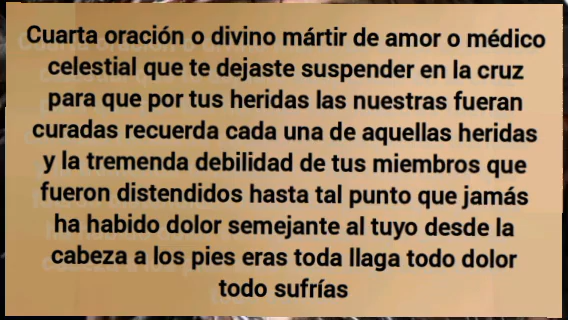 Cuarta oración o divino mártir de amor o médico
celestial que te dejaste suspender en la cruz
para que por tus heridas las nuestras fueran
curadas recuerda cada una de aquellas heridas
y la tremenda debilidad de tus miembros que
fueron distendidos hasta tal punto que jamás
ha habido dolor semejante al tuyo desde la
cabeza a los pies eras toda llaga todo dolor
todo sufrías